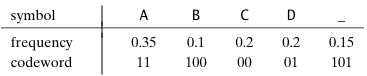 symbol A B C D _
frequency 0.35 0.1 0.2 0.2 0.15
codeword 11 100 00 01 101